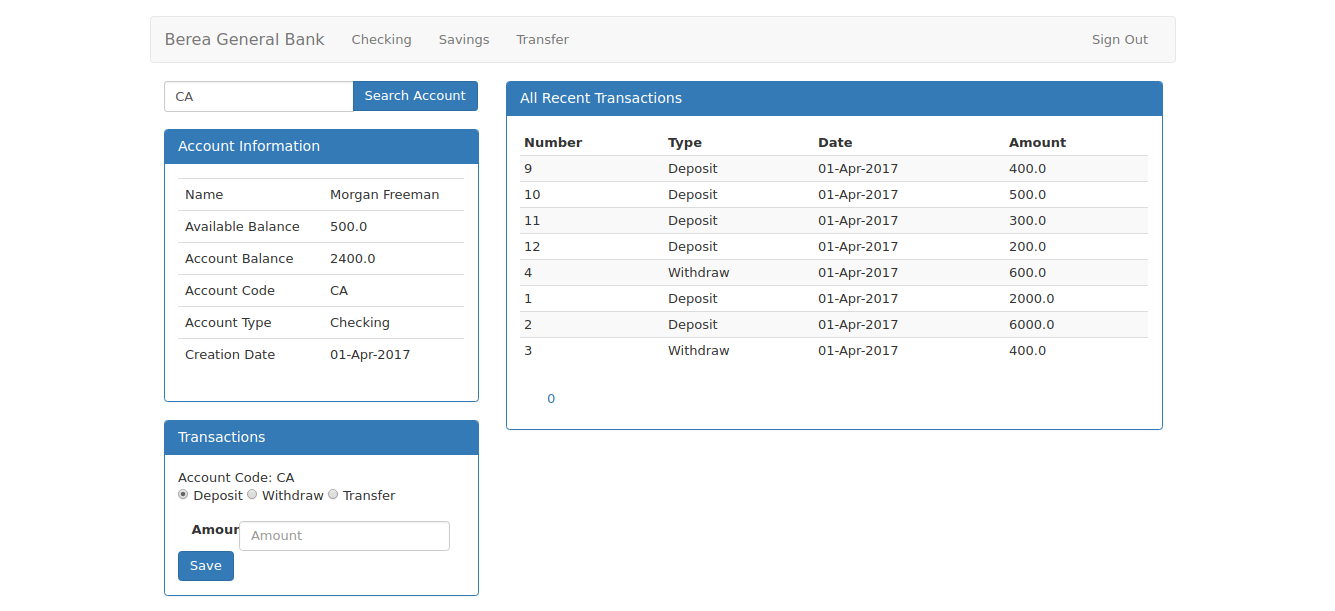 Berea General Bank Checking Savings Transfer Sign Out
CA Search Account
Account Information
Name Morgan Freeman
Available Balance 500.0
Account Balance 2400.0
Account Code CA
Account Type Checking
Creation Date 01-Apr-2017
Transactions
Account Code: CA
Deposit Withdraw Transfer
Amour Amount
Save
All Recent Transactions
Number Type Date Amount
9 Deposit 01-Apr-2017 400.0
10 Deposit 01-Apr-2017 500.0
11 Deposit 01-Apr-2017 300.0
12 Deposit 01-Apr-2017 200.0
4 Withdraw 01-Apr-2017 600.0
1 Deposit 01-Apr-2017 2000.0
2 Deposit 01-Apr-2017 6000.0
3 Withdraw 01-Apr-2017 400.0
0